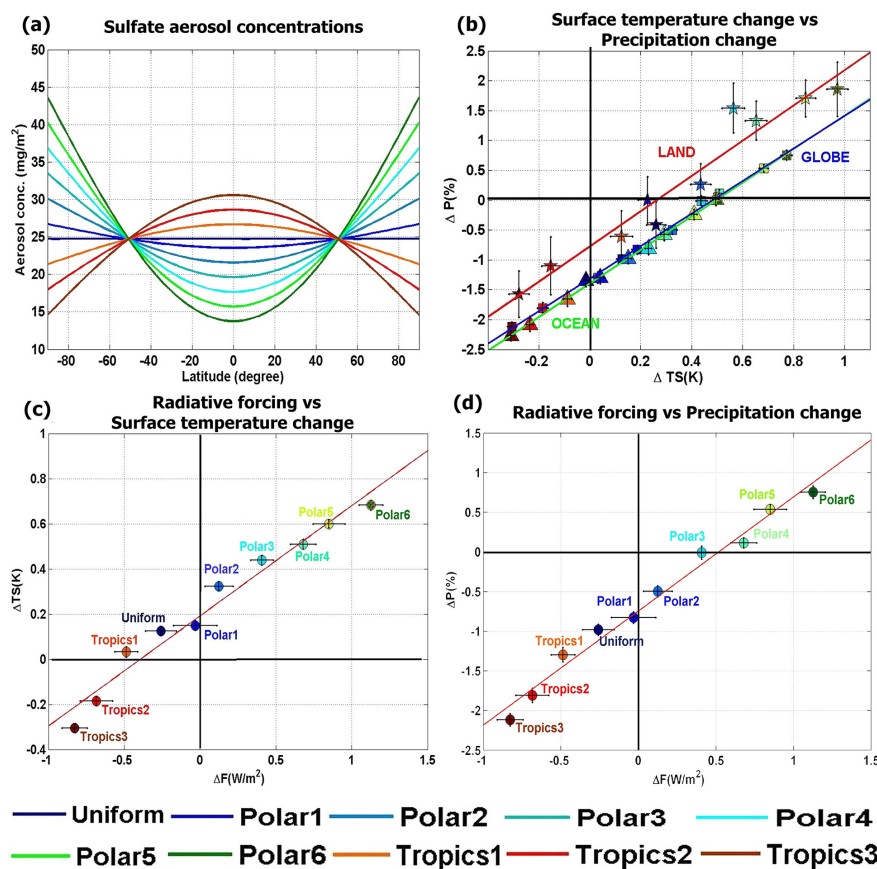 (a)
Sulfate aerosol concentrations
50
45
40
35
30
25
20
15
10
Aerosol conc. (mg/m²)
-80 -60 -40 -20 0 20 40 60 80
Latitude (degree)
(b)
Surface temperature change vs
Precipitation change
2.5
2
1.5
1
0.5
0
-0.5
-1
-1.5
-2
-2.5
Δ P(%)
LAND
GLOBE
OCEAN
-0.2 0 0.2 0.4 0.6 0.8 1
Δ TS(K)
(c)
Radiative forcing vs
Surface temperature change
1
0.8
0.6
0.4
0.2
0
-0.2
-0.4
ΔTS(K)
Polar5
Polar6
Polar3
Polar4
Polar2
Uniform
Polar1
Tropics1
Tropics2
Tropics3
-1 -0.5 0 0.5 1 1.5
ΔF(W/m²)
(d)
Radiative forcing vs Precipitation change
1.5
1
0.5
0
-0.5
-1
-1.5
-2
2.5
ΔP(%)
Polar5
Polar6
Polar3
Polar4
Polar1
Polar2
Tropics1
Uniform
Tropics2
Tropics3
-1 -0.5 0 0.5 1 1.5
ΔF(W/m²)
Uniform Polar1 Polar2 Polar3 Polar4
Polar5 Polar6 Tropics1 Tropics2 Tropics3